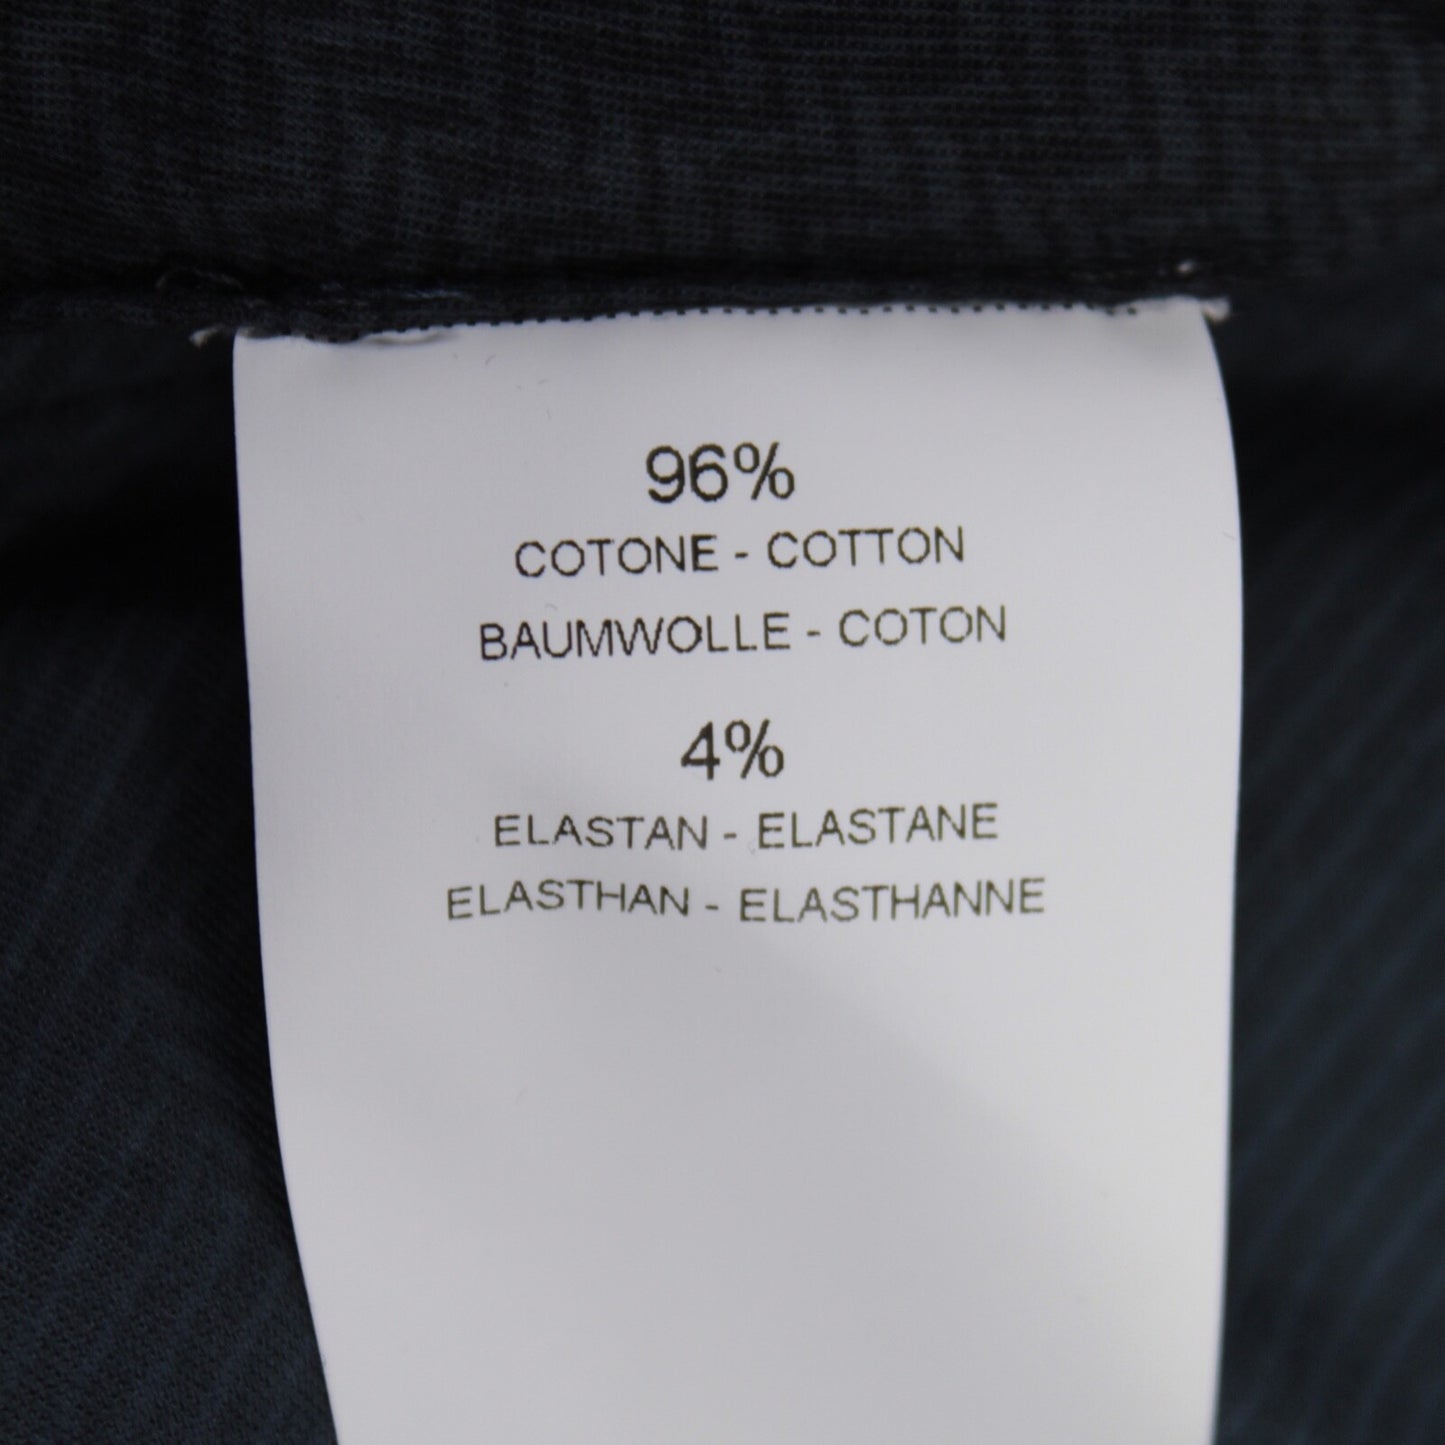 96%
COTONE - COTTON
BAUMWOLLE - COTON
4%
ELASTAN - ELASTANE
ELASTHAN - ELASTHANNE